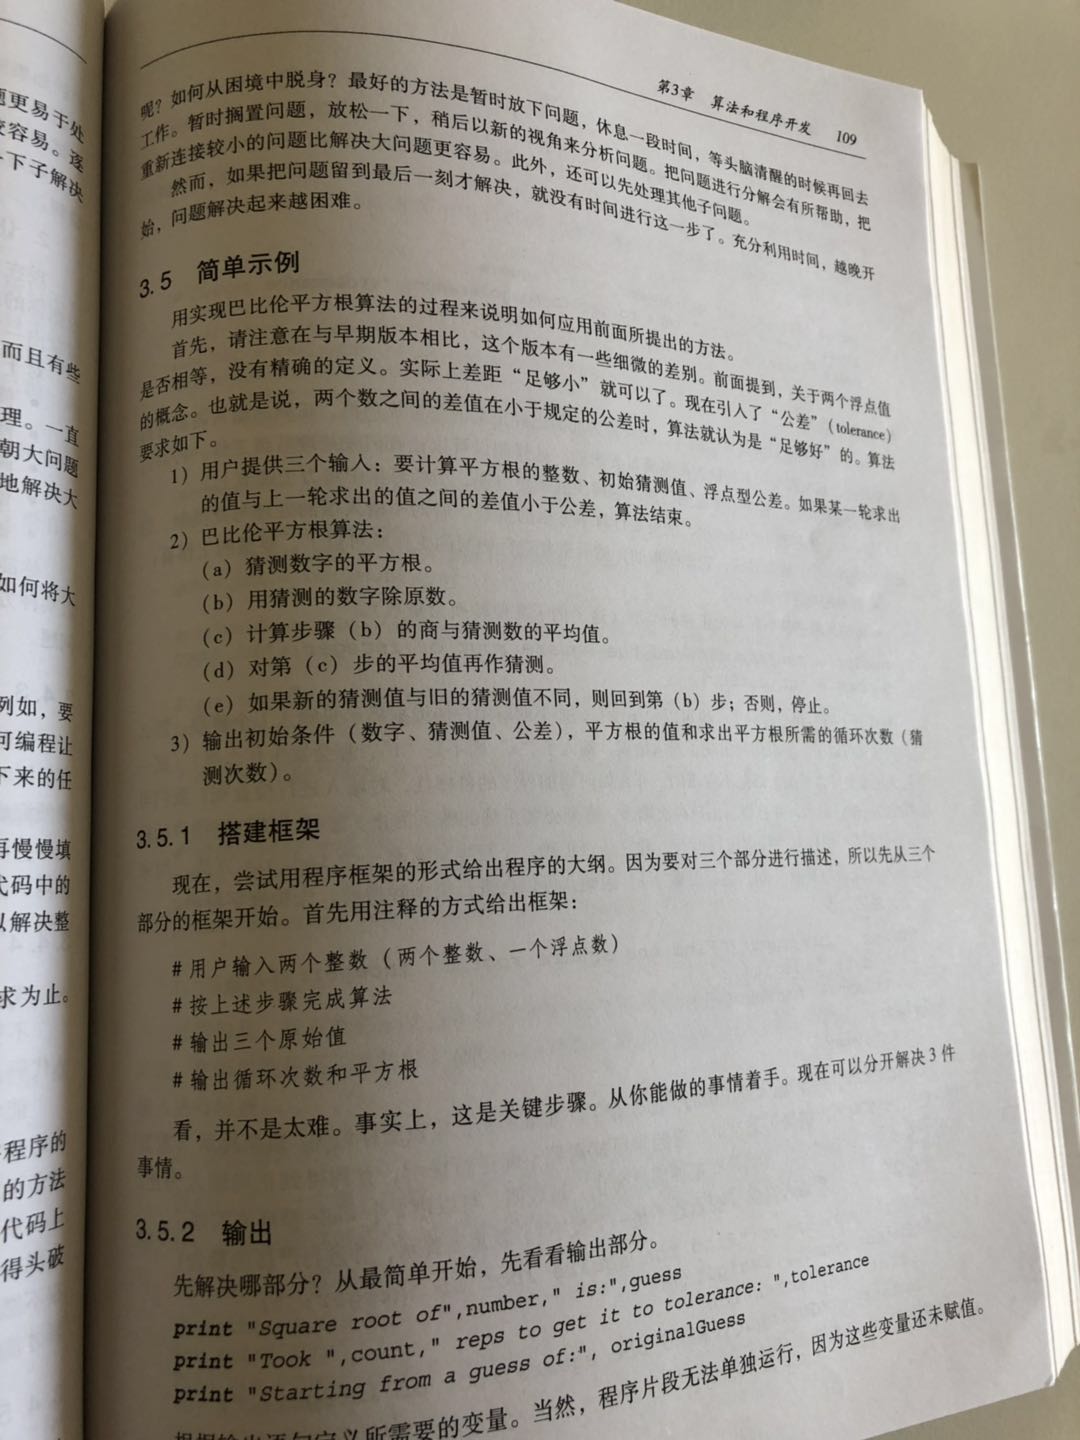 题更易于处
较容易。逐
一下子解决
而且有些
理。一直
朝大问题
地解决大
如何将大
例如，要
可编程让
下来的任
再慢慢填
代码中的
以解决整
求为止。
程序的
的方法
代码上
得头破
第3章 算法和程序开发 109
呢？如何从困境中脱身？最好的方法是暂时放下问题，休息一段时间，等头脑清醒的时候再回去
工作。暂时搁置问题，放松一下，稍后以新的视角来分析问题。把问题进行分解会有所帮助，把
重新连接较小的问题比解决大问题更容易。此外，还可以先处理其他子问题。
然而，如果把问题留到最后一刻才解决，就没有时间进行这一步了。充分利用时间，越晚开
始，问题解决起来越困难。
3.5 简单示例
用实现巴比伦平方根算法的过程来说明如何应用前面所提出的方法。
首先，请注意在与早期版本相比，这个版本有一些细微的差别。前面提到，关于两个浮点值
是否相等，没有精确的定义。实际上差距“足够小”就可以了。现在引入了“公差”（tolerance）
的概念。也就是说，两个数之间的差值在小于规定的公差时，算法就认为是“足够好”的。算法
要求如下。
1）用户提供三个输入：要计算平方根的整数、初始猜测值、浮点型公差。如果某一轮求出
的值与上一轮求出的值之间的差值小于公差，算法结束。
2）巴比伦平方根算法：
（a）猜测数字的平方根。
（b）用猜测的数字除原数。
（c）计算步骤（b）的商与猜测数的平均值。
（d）对第（c）步的平均值再作猜测。
（e）如果新的猜测值与旧的猜测值不同，则回到第（b）步；否则，停止。
3）输出初始条件（数字、猜测值、公差），平方根的值和求出平方根所需的循环次数（猜
测次数）。
3.5.1 搭建框架
现在，尝试用程序框架的形式给出程序的大纲。因为要对三个部分进行描述，所以先从三个
部分的框架开始。首先用注释的方式给出框架：
# 用户输入两个整数（两个整数、一个浮点数）
# 按上述步骤完成算法
# 输出三个原始值
# 输出循环次数和平方根
看，并不是太难。事实上，这是关键步骤。从你能做的事情着手。现在可以分开解决3件
事情。
3.5.2 输出
先解决哪部分？从最简单开始，先看看输出部分。
print "Square root of",number," is:",guess
print "Took ",count," reps to get it to tolerance: ",tolerance
print "Starting from a guess of:", originalGuess
根据输出语句定义所需要的变量。当然，程序片段无法单独运行，因为这些变量还未赋值。